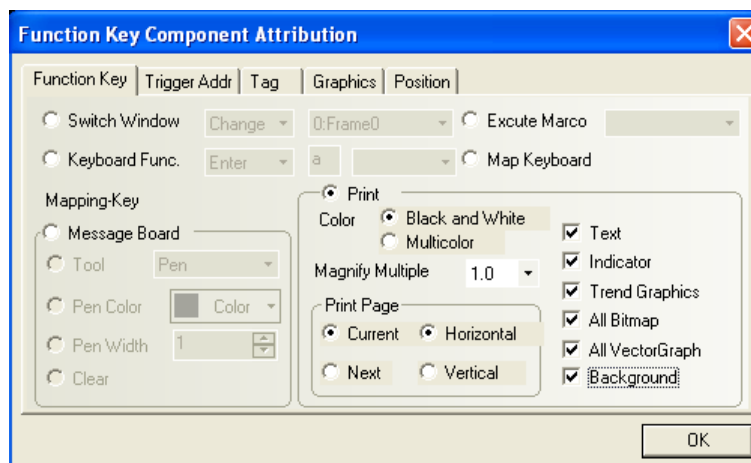 Function Key Component Attribution
Function Key Trigger Addr Tag Graphics Position
Switch Window Change 0:Frame0 Excute Marco
Keyboard Func. Enter a Map Keyboard
Mapping-Key
Print
Color Black and White
Multicolor
Magnify Multiple 1.0
Print Page
Current Horizontal
Next Vertical
Text
Indicator
Trend Graphics
All Bitmap
All VectorGraph
Background
Message Board
Tool Pen
Pen Color Color
Pen Width 1
Clear
OK